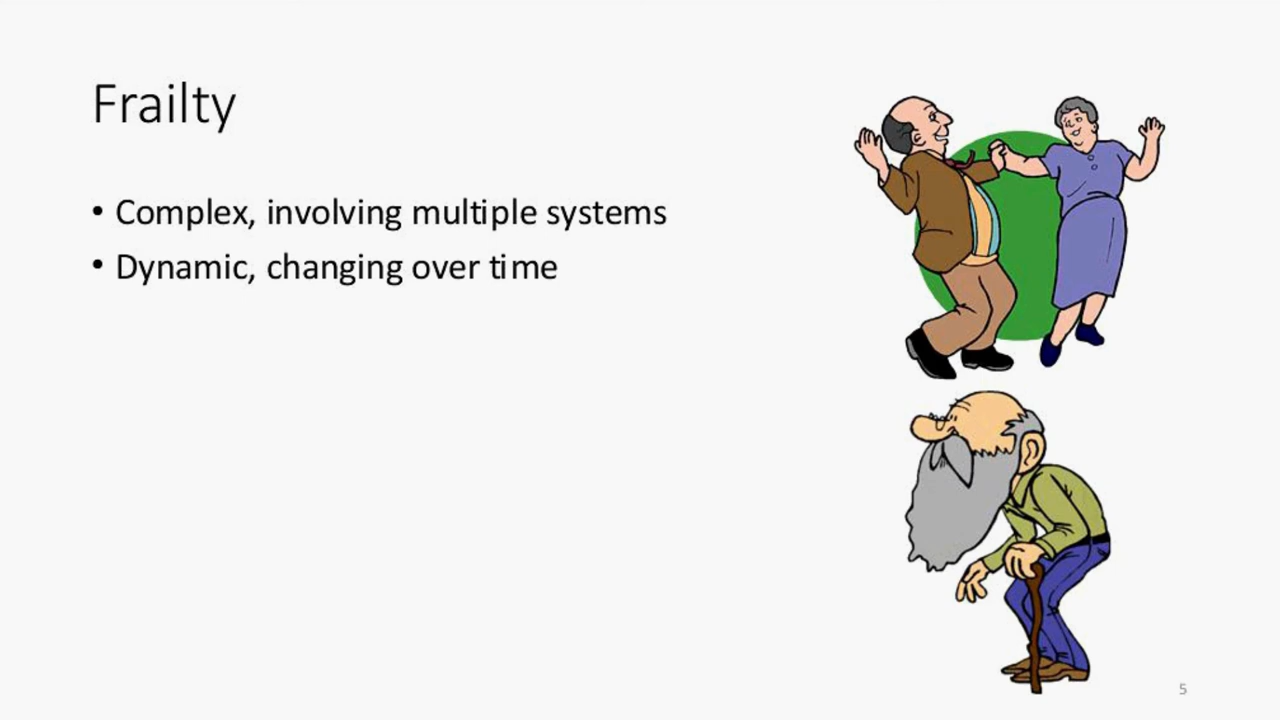 Frailty
• Complex, involving multiple systems
• Dynamic, changing over time
5